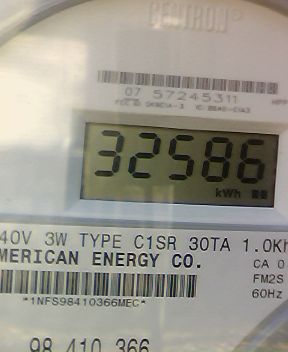 CENTRON®
07 57245311
32586
kWh
40V 3W TYPE C1SR 30TA 1.0Kh
MERICAN ENERGY CO.
CA 0
FM2S
60Hz
*1NFS98410366MEC*
98 410 366